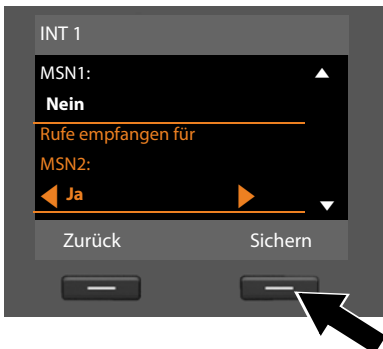 INT 1
MSN1:
Nein
Rufe empfangen für
MSN2:
Ja
Zurück Sichern